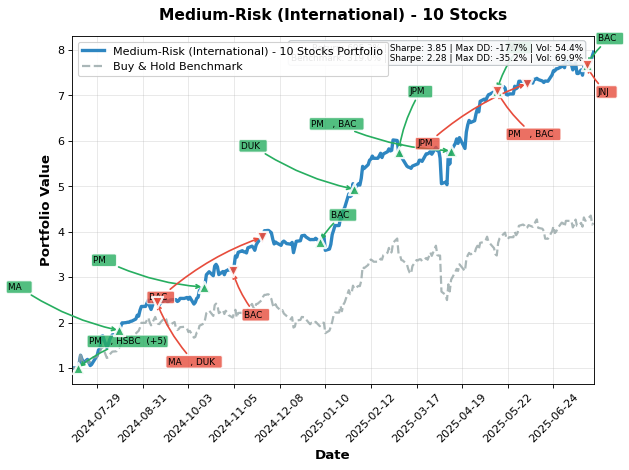 Medium-Risk (International) - 10 Stocks
Medium-Risk (International) - 10 Stocks Portfolio
Buy & Hold Benchmark
Sharpe: 3.85 | Max DD: -17.7% | Vol: 54.4%
Sharpe: 2.28 | Max DD: -35.2% | Vol: 69.9%
BAC
JPM
JNJ
PM , BAC
PM , BAC
JPM
DUK
BAC
PM
MA
BAC
BAC
PM , HSBC (+5)
MA , DUK
Portfolio Value
8
7
6
5
4
3
2
1
2024-07-29
2024-08-31
2024-10-03
2024-11-05
2024-12-08
2025-01-10
2025-02-12
2025-03-17
2025-04-19
2025-05-22
2025-06-24
Date